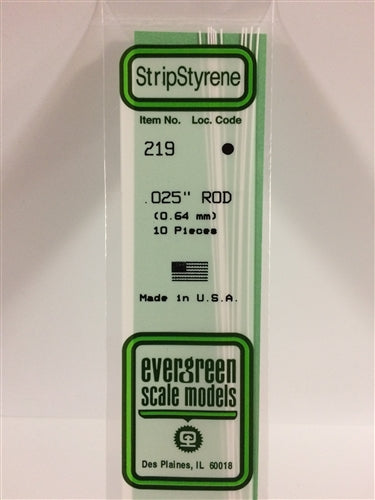 StripStyrene
Item No. Loc. Code
219
.025" ROD
(0.64 mm)
10 Pieces
Made in U.S.A.
evergreen
scale models
Des Plaines, IL 60018